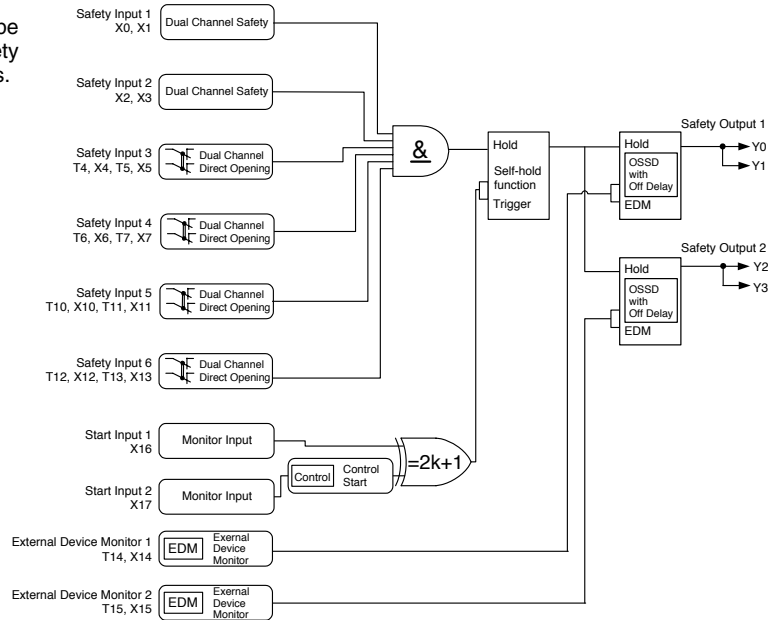 be
ety
s.
Safety Input 1
X0, X1
Dual Channel Safety
Safety Input 2
X2, X3
Dual Channel Safety
Safety Input 3
T4, X4, T5, X5
Dual Channel
Direct Opening
Safety Input 4
T6, X6, T7, X7
Dual Channel
Direct Opening
Safety Input 5
T10, X10, T11, X11
Dual Channel
Direct Opening
Safety Input 6
T12, X12, T13, X13
Dual Channel
Direct Opening
Start Input 1
X16
Monitor Input
Start Input 2
X17
Monitor Input
Control
Control
Start
=2k+1
External Device Monitor 1
T14, X14
EDM
Exernal
Device
Monitor
External Device Monitor 2
T15, X15
EDM
Exernal
Device
Monitor
&
Hold
Self-hold
function
Trigger
Safety Output 1
Hold
OSSD
with
Off Delay
EDM
Y0
Y1
Safety Output 2
Hold
OSSD
with
Off Delay
EDM
Y2
Y3